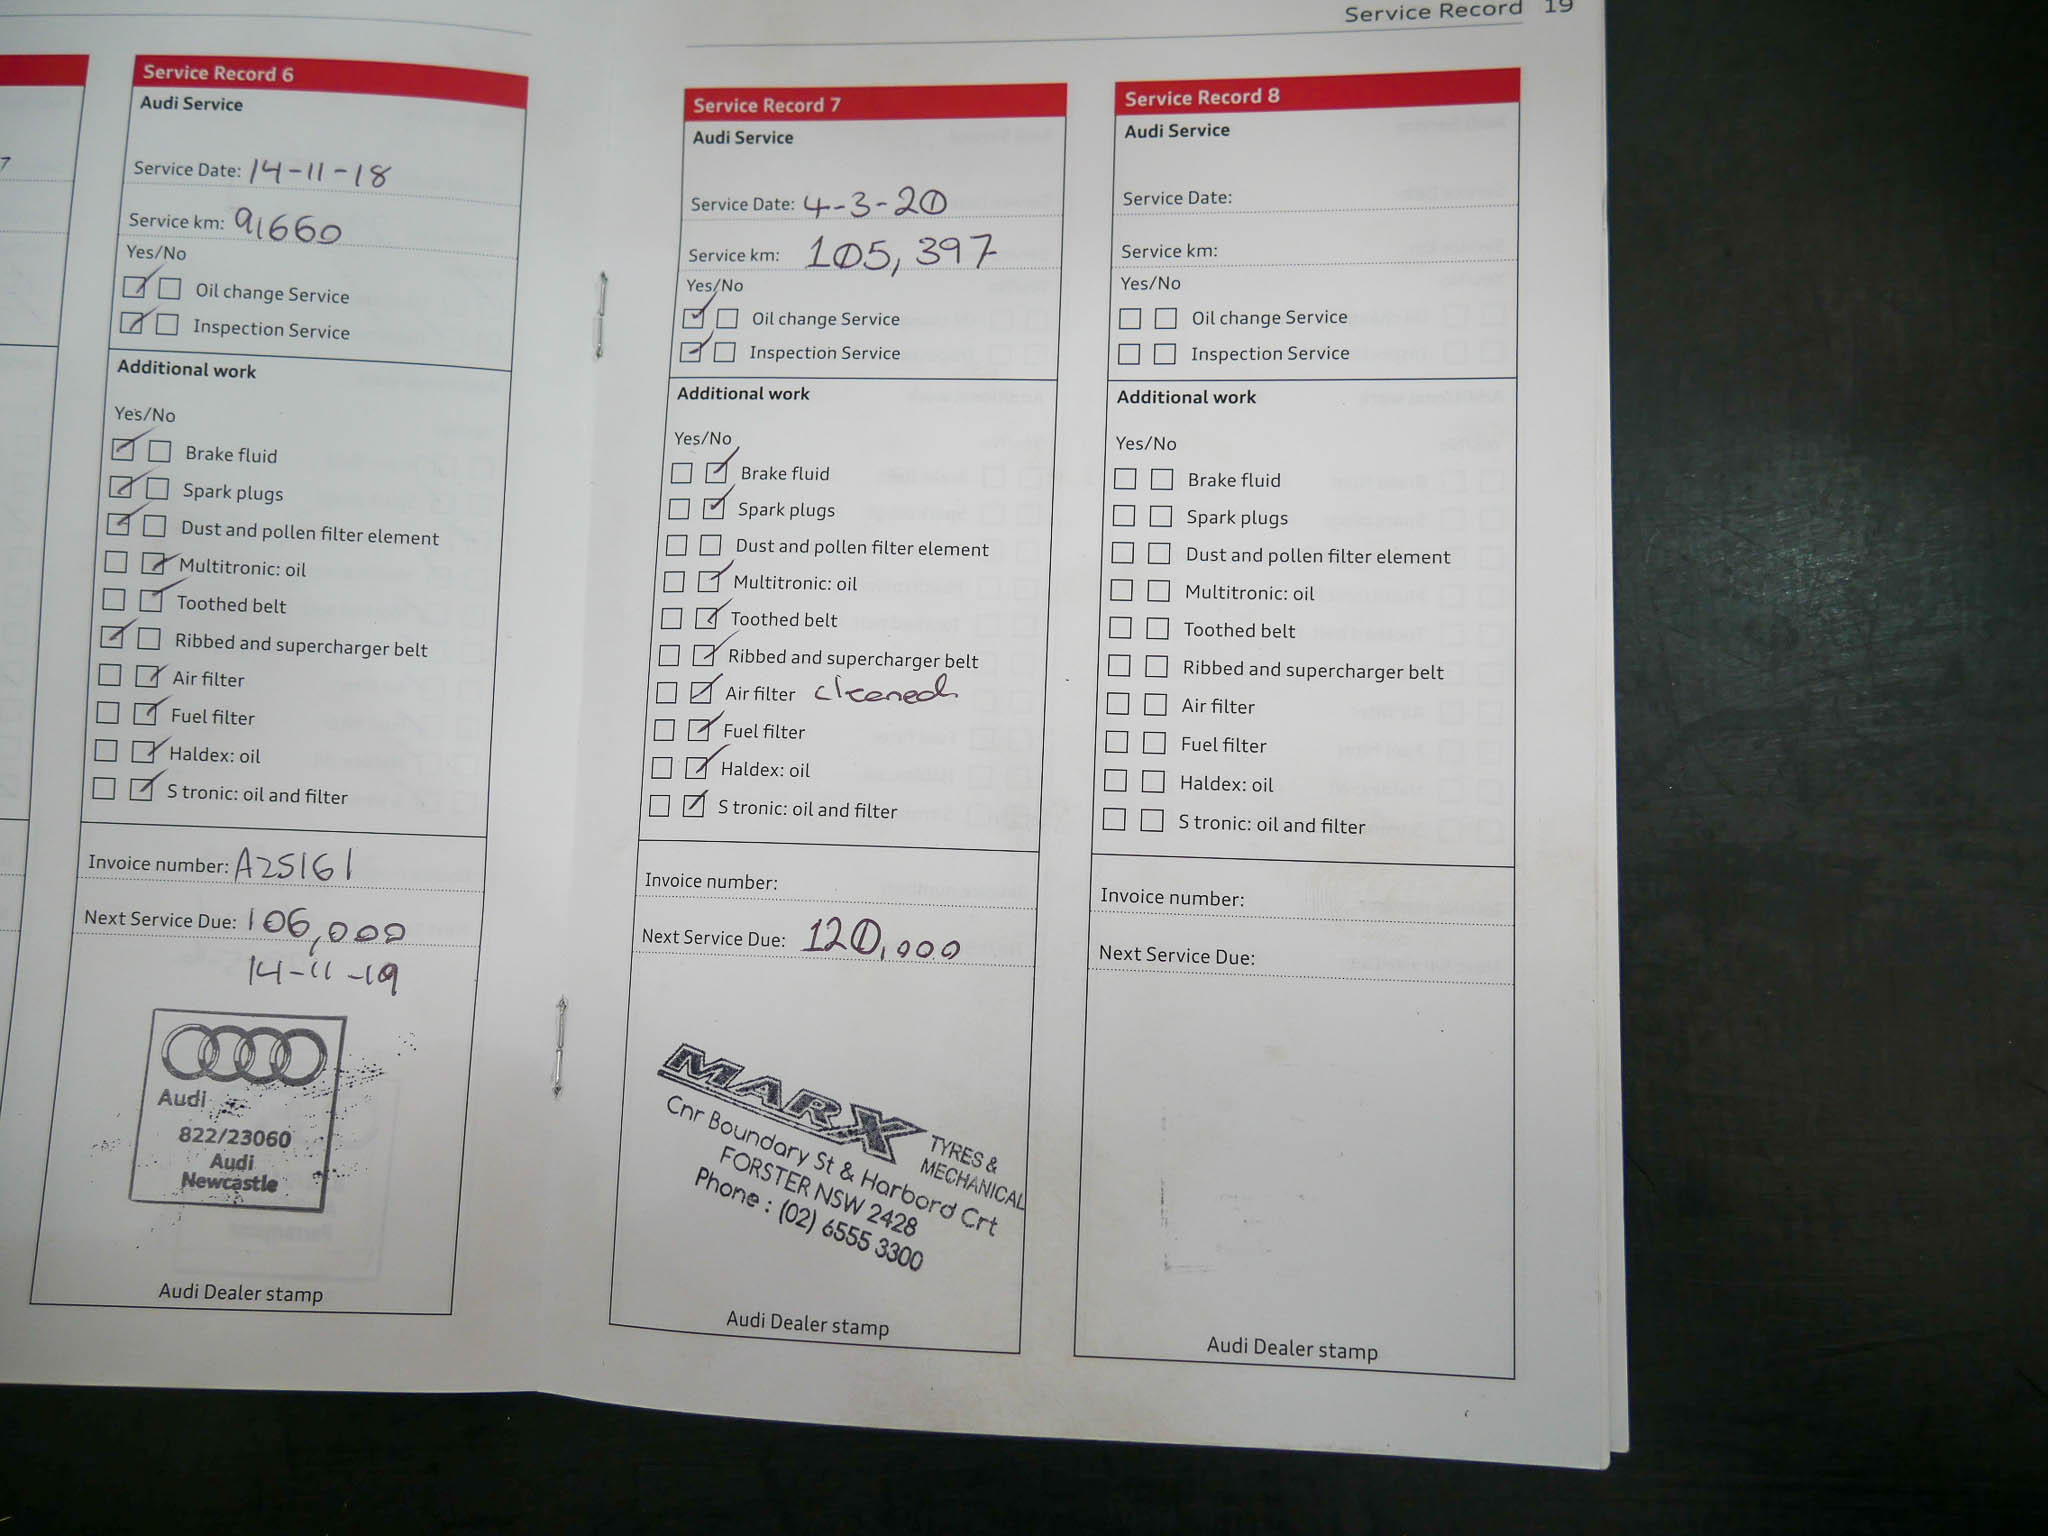 Service Record 19
7
Service Record 6
Audi Service
Service Date: 14-11-18
Service km: 91660
Yes/No
Oil change Service
Inspection Service
Additional work
Yes/No
Brake fluid
Spark plugs
Dust and pollen filter element
Multitronic: oil
Toothed belt
Ribbed and supercharger belt
Air filter
Fuel filter
Haldex: oil
S tronic: oil and filter
Invoice number: A25161
Next Service Due: 106,000
14-11-19
Audi
822/23060
Audi
Newcastle
Audi Dealer stamp
Service Record 7
Audi Service
Service Date: 4-3-20
Service km: 105,397
Yes/No
Oil change Service
Inspection Service
Additional work
Yes/No
Brake fluid
Spark plugs
Dust and pollen filter element
Multitronic: oil
Toothed belt
Ribbed and supercharger belt
Air filter cleaned
Fuel filter
Haldex: oil
S tronic: oil and filter
Invoice number:
Next Service Due: 120,000
MARX TYRES & MECHANICAL
Cnr Boundary St & Harbord Crt
FORSTER NSW 2428
Phone : (02) 6555 3300
Audi Dealer stamp
Service Record 8
Audi Service
Service Date:
Service km:
Yes/No
Oil change Service
Inspection Service
Additional work
Yes/No
Brake fluid
Spark plugs
Dust and pollen filter element
Multitronic: oil
Toothed belt
Ribbed and supercharger belt
Air filter
Fuel filter
Haldex: oil
S tronic: oil and filter
Invoice number:
Next Service Due:
Audi Dealer stamp